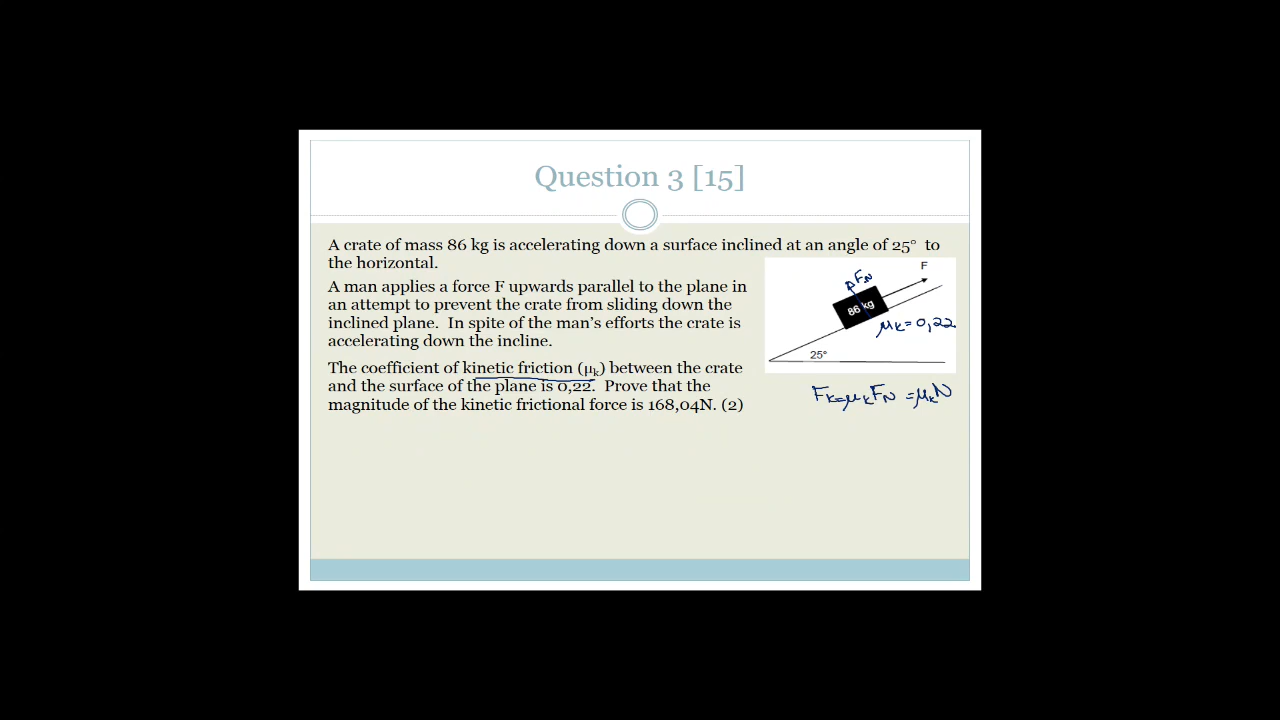 Question 3 [15]
A crate of mass 86 kg is accelerating down a surface inclined at an angle of 25° to
the horizontal.
A man applies a force F upwards parallel to the plane in
an attempt to prevent the crate from sliding down the
inclined plane. In spite of the man's efforts the crate is
accelerating down the incline.
The coefficient of kinetic friction (μₖ) between the crate
and the surface of the plane is 0,22. Prove that the
magnitude of the kinetic frictional force is 168,04N. (2)
F
FN
86 kg
μK = 0,22
25°
FK=μKFN = μKN